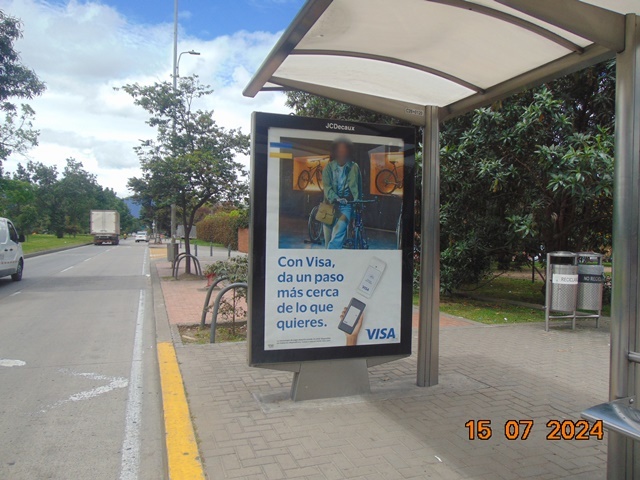 JCDecaux
Con Visa,
da un paso
más cerca
de lo que
quieres.
VISA
15 07 2024